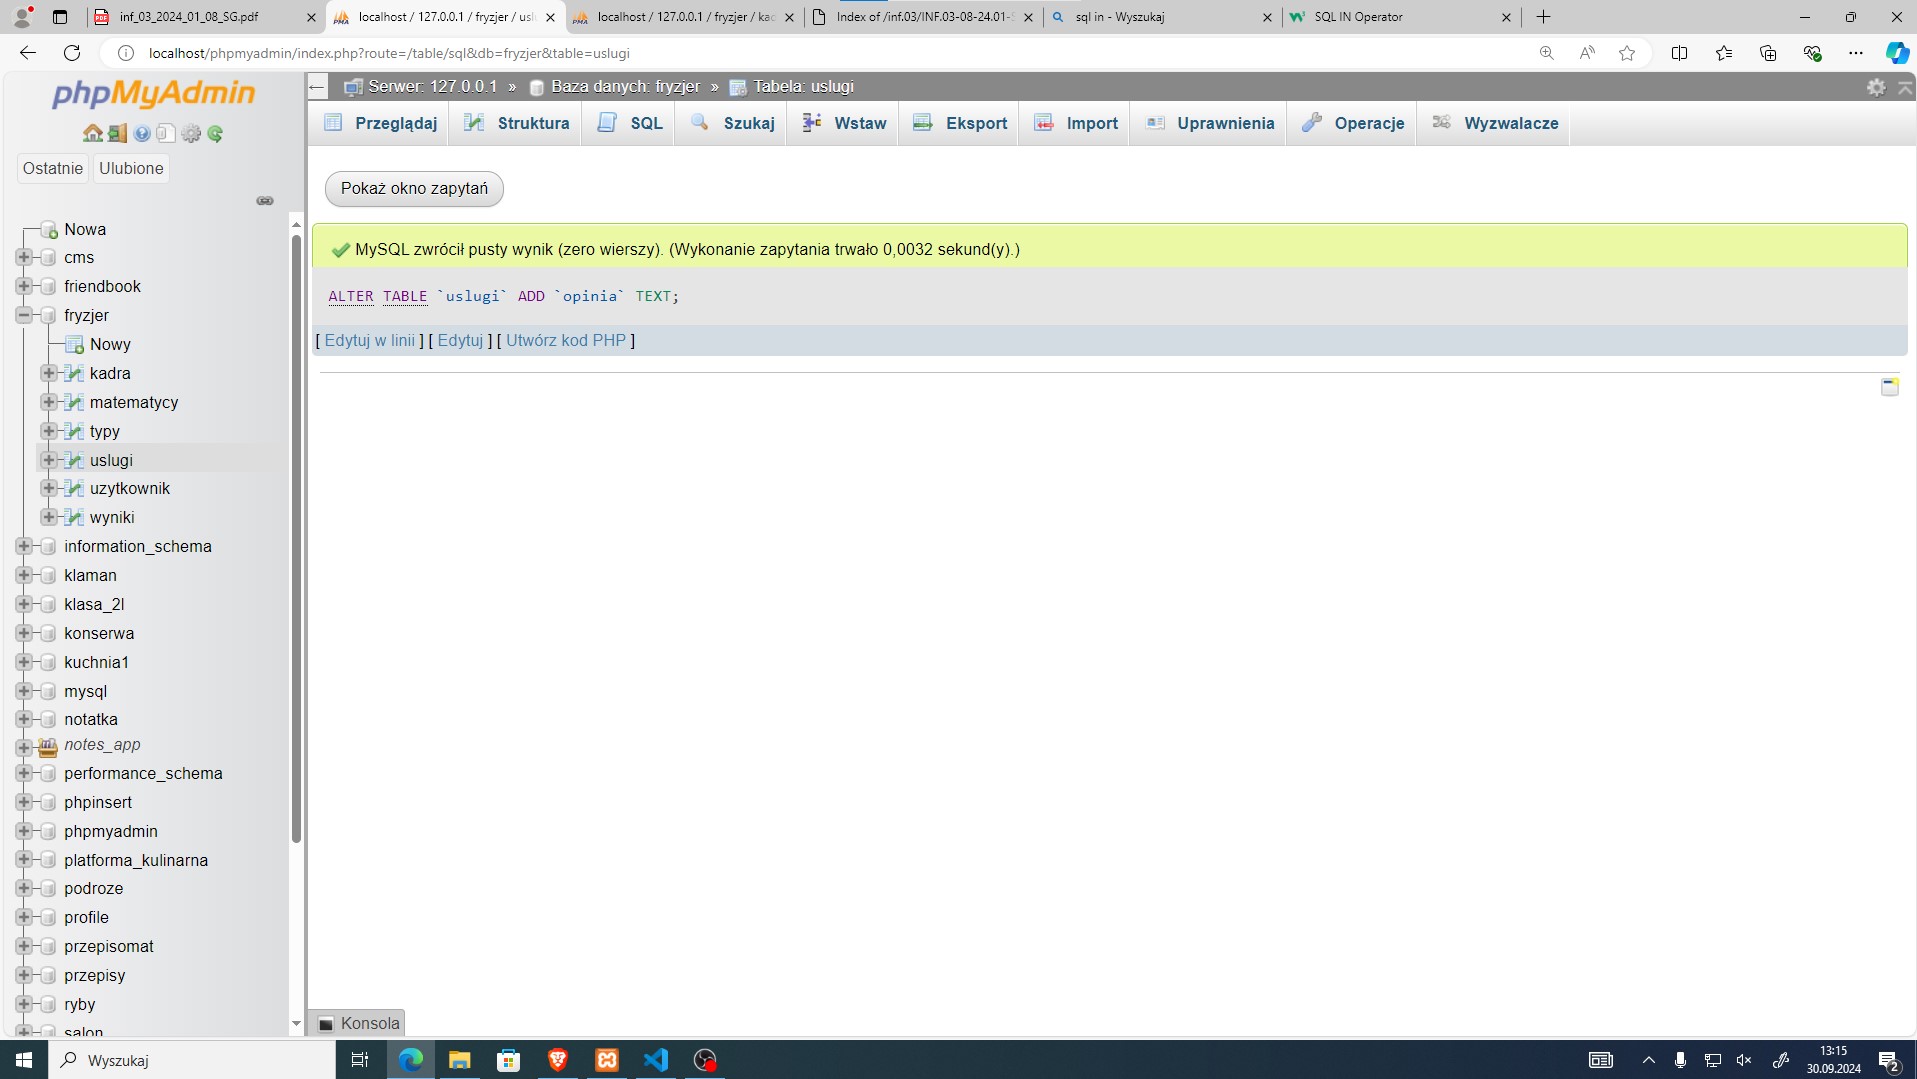 inf_03_2024_01_08_SG.pdf
localhost / 127.0.0.1 / fryzjer / usł
localhost / 127.0.0.1 / fryzjer / kad
Index of /inf.03/INF.03-08-24.01-S
sql in - Wyszukaj
SQL IN Operator
localhost/phpmyadmin/index.php?route=/table/sql&db=fryzjer&table=uslugi
phpMyAdmin
Serwer: 127.0.0.1 » Baza danych: fryzjer » Tabela: uslugi
Przeglądaj
Struktura
SQL
Szukaj
Wstaw
Eksport
Import
Uprawnienia
Operacje
Wyzwalacze
Ostatnie
Ulubione
Pokaż okno zapytań
MySQL zwrócił pusty wynik (zero wierszy). (Wykonanie zapytania trwało 0,0032 sekund(y).)
ALTER TABLE `uslugi` ADD `opinia` TEXT;
[ Edytuj w linii ] [ Edytuj ] [ Utwórz kod PHP ]
Nowa
cms
friendbook
fryzjer
Nowy
kadra
matematycy
typy
uslugi
uzytkownik
wyniki
information_schema
klaman
klasa_2l
konserwa
kuchnia1
mysql
notatka
notes_app
performance_schema
phpinsert
phpmyadmin
platforma_kulinarna
podroze
profile
przepisomat
przepisy
ryby
salon
Konsola
Wyszukaj
13:15
30.09.2024
2